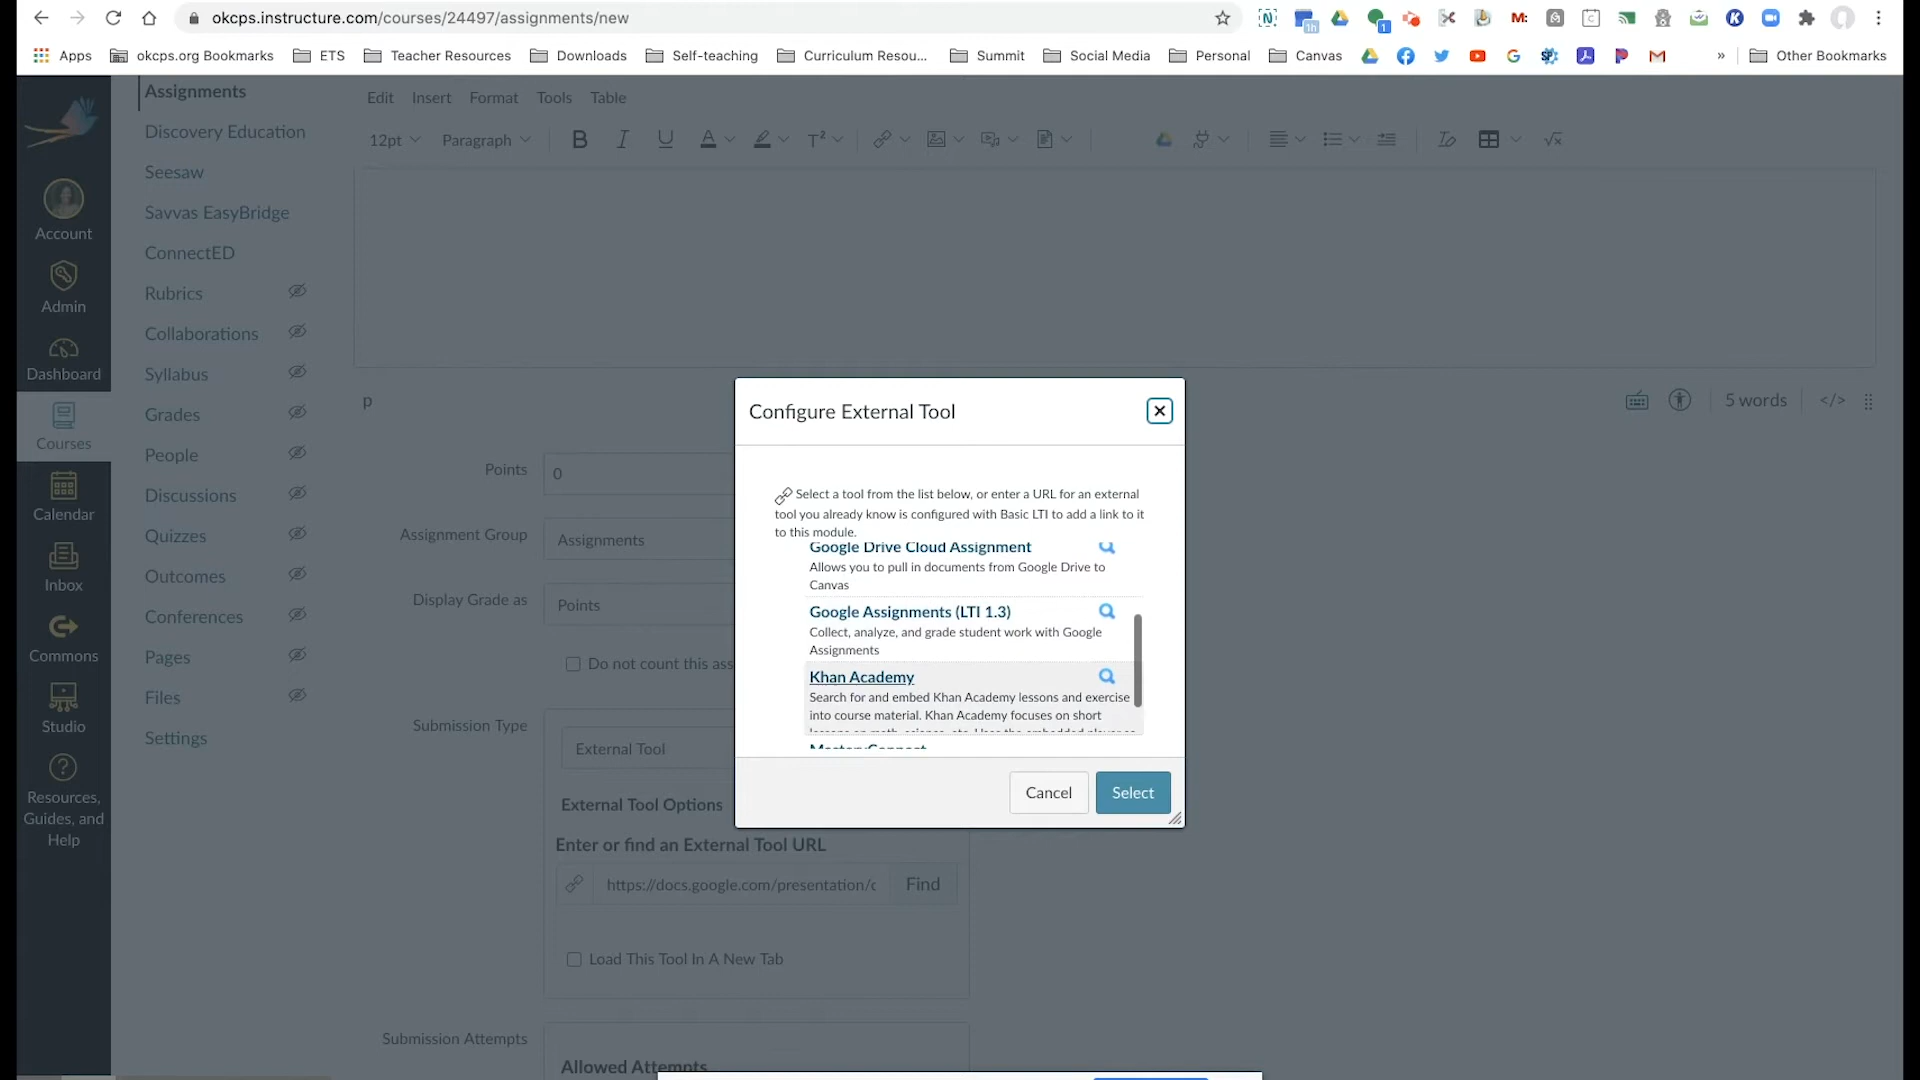 okcps.instructure.com/courses/24497/assignments/new
Apps okcps.org Bookmarks ETS Teacher Resources Downloads Self-teaching Curriculum Resou... Summit Social Media Personal Canvas » Other Bookmarks
Account
Admin
Dashboard
Courses
Calendar
Inbox
Commons
Studio
Resources,
Guides, and
Help
Assignments
Discovery Education
Seesaw
Savvas EasyBridge
ConnectED
Rubrics
Collaborations
Syllabus
Grades
People
Discussions
Quizzes
Outcomes
Conferences
Pages
Files
Settings
Edit Insert Format Tools Table
12pt Paragraph
p
5 words </>
Points 0
Assignment Group Assignments
Display Grade as Points
Do not count this ass
Submission Type
External Tool
External Tool Options
Enter or find an External Tool URL
https://docs.google.com/presentation/c Find
Load This Tool In A New Tab
Submission Attempts
Allowed Attempts
Configure External Tool
Select a tool from the list below, or enter a URL for an external
tool you already know is configured with Basic LTI to add a link to it
to this module.
Google Drive Cloud Assignment
Allows you to pull in documents from Google Drive to
Canvas
Google Assignments (LTI 1.3)
Collect, analyze, and grade student work with Google
Assignments
Khan Academy
Search for and embed Khan Academy lessons and exercise
into course material. Khan Academy focuses on short
MasteryConnect
Cancel Select